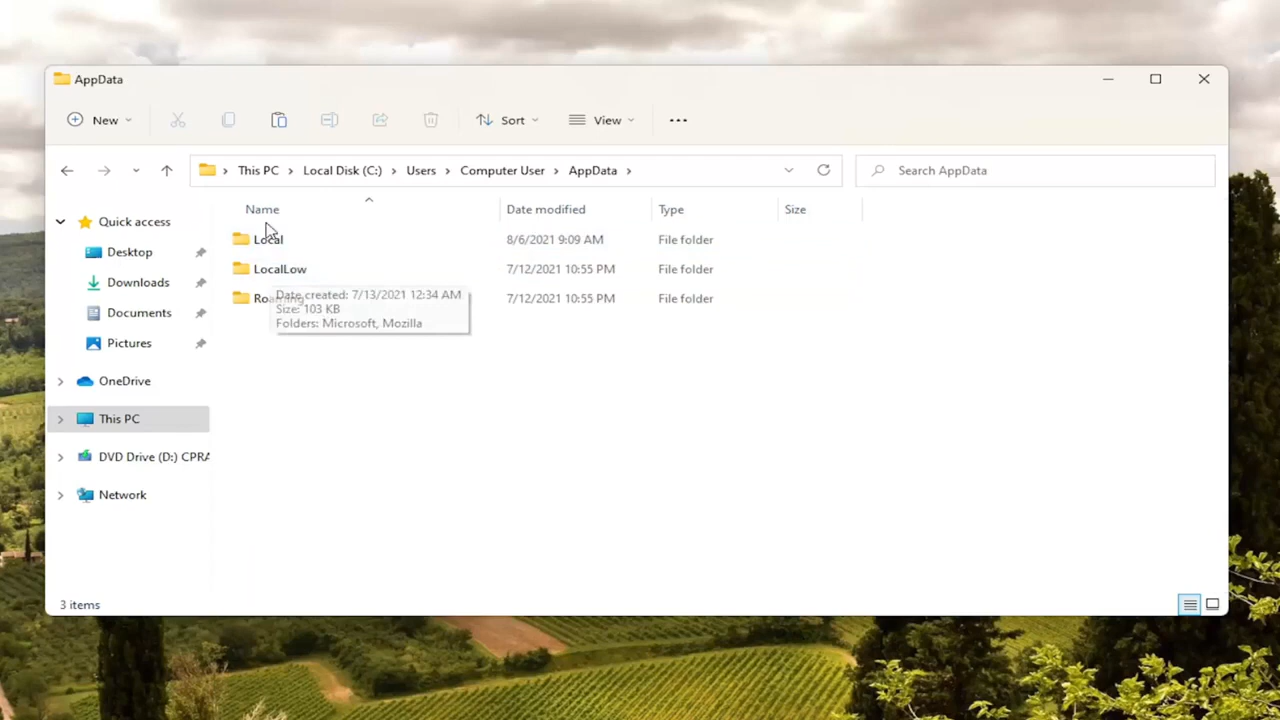 AppData
New
Sort
View
This PC
Local Disk (C:)
Users
Computer User
AppData
Search AppData
Name
Date modified
Type
Size
Quick access
Desktop
Downloads
Documents
Pictures
OneDrive
This PC
DVD Drive (D:) CPRA
Network
Local
8/6/2021 9:09 AM
File folder
LocalLow
7/12/2021 10:55 PM
File folder
Roaming
7/12/2021 10:55 PM
File folder
Date created: 7/13/2021 12:34 AM
Size: 103 KB
Folders: Microsoft, Mozilla
3 items